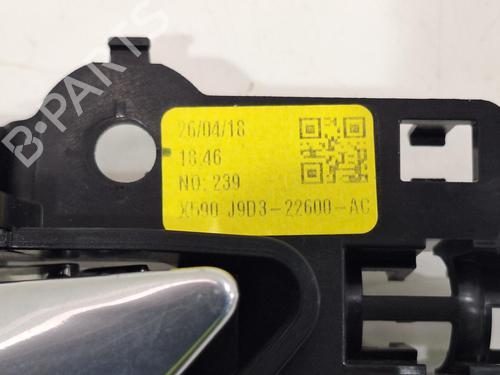 B-PARTS
26/04/18
18:46
NO: 239
X590 J9D3-22600-AC